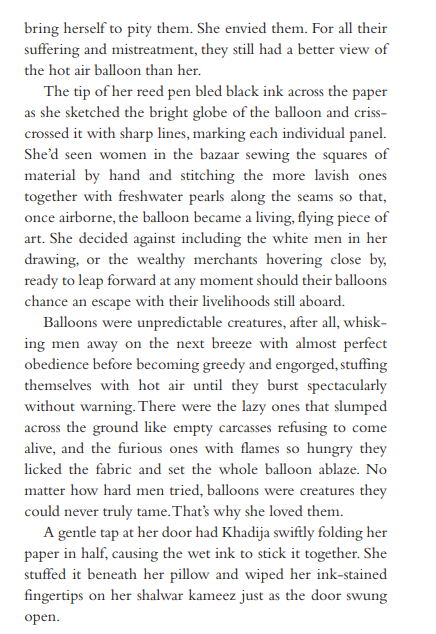 bring herself to pity them. She envied them. For all their
suffering and mistreatment, they still had a better view of
the hot air balloon than her.
The tip of her reed pen bled black ink across the paper
as she sketched the bright globe of the balloon and criss-
crossed it with sharp lines, marking each individual panel.
She’d seen women in the bazaar sewing the squares of
material by hand and stitching the more lavish ones
together with freshwater pearls along the seams so that,
once airborne, the balloon became a living, flying piece of
art. She decided against including the white men in her
drawing, or the wealthy merchants hovering close by,
ready to leap forward at any moment should their balloons
chance an escape with their livelihoods still aboard.
Balloons were unpredictable creatures, after all, whisk-
ing men away on the next breeze with almost perfect
obedience before becoming greedy and engorged, stuffing
themselves with hot air until they burst spectacularly
without warning. There were the lazy ones that slumped
across the ground like empty carcasses refusing to come
alive, and the furious ones with flames so hungry they
licked the fabric and set the whole balloon ablaze. No
matter how hard men tried, balloons were creatures they
could never truly tame. That’s why she loved them.
A gentle tap at her door had Khadija swiftly folding her
paper in half, causing the wet ink to stick it together. She
stuffed it beneath her pillow and wiped her ink-stained
fingertips on her shalwar kameez just as the door swung
open.